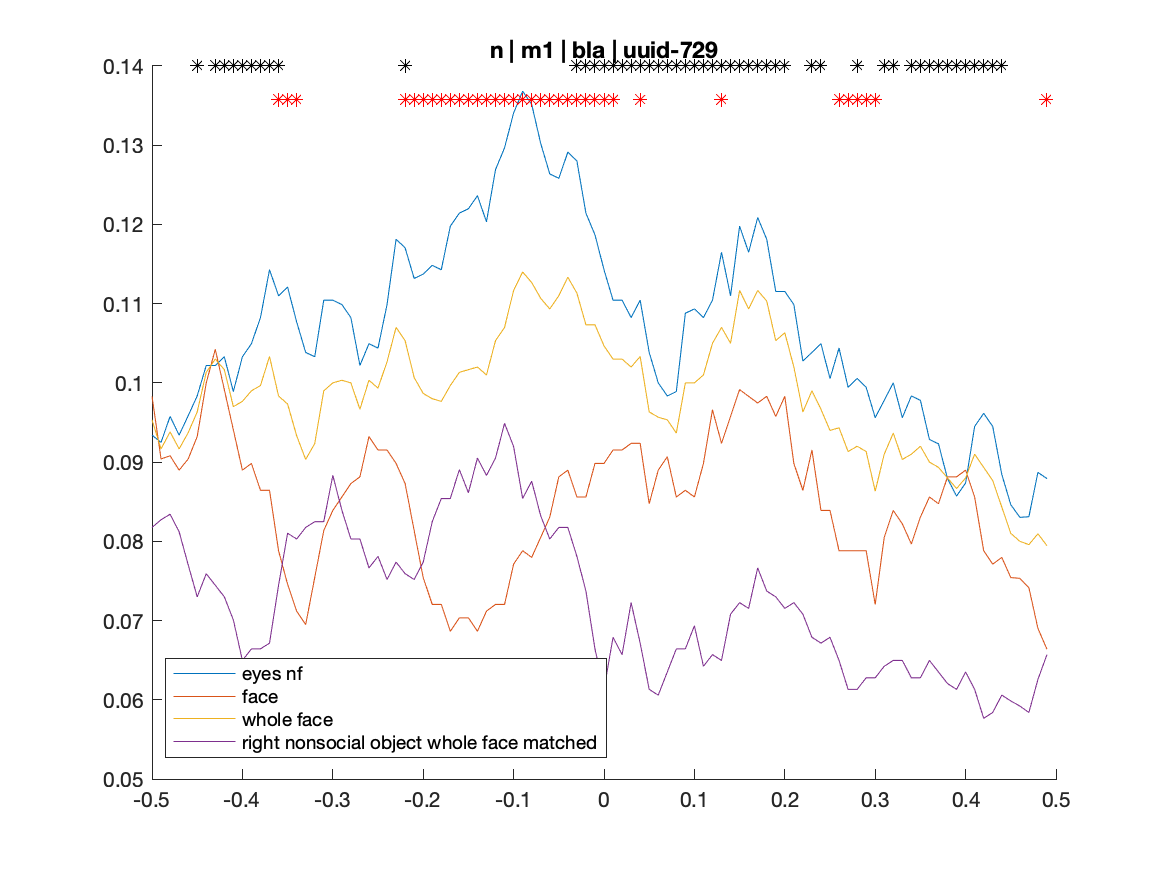 n | m1 | bla | uuid-729
0.14
0.13
0.12
0.11
0.1
0.09
0.08
0.07
0.06
0.05
eyes nf
face
whole face
right nonsocial object whole face matched
-0.5 -0.4 -0.3 -0.2 -0.1 0 0.1 0.2 0.3 0.4 0.5